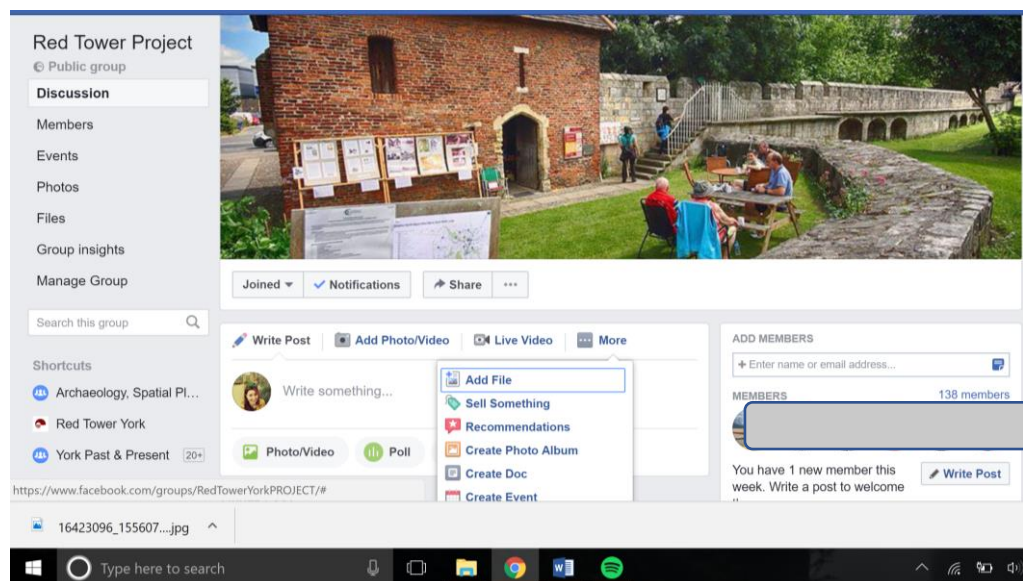 Red Tower Project
Public group
Discussion
Members
Events
Photos
Files
Group insights
Manage Group
Search this group
Shortcuts
Archaeology, Spatial Pl...
Red Tower York
York Past & Present 20+
Joined Notifications Share ...
Write Post Add Photo/Video Live Video More
Write something...
Photo/Video Poll
Add File
Sell Something
Recommendations
Create Photo Album
Create Doc
Create Event
ADD MEMBERS
+ Enter name or email address...
MEMBERS 138 members
You have 1 new member this
week. Write a post to welcome
Write Post
https://www.facebook.com/groups/RedTowerYorkPROJECT/#
16423096_155607....jpg
Type here to search